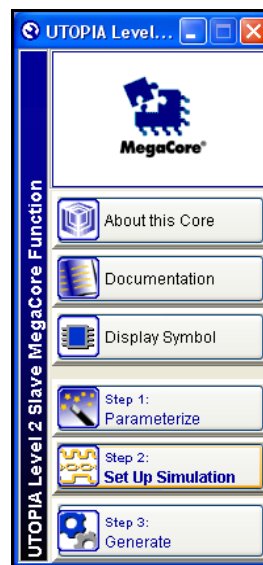 UTOPIA Level...
MegaCore®
UTOPIA Level 2 Slave MegaCore Function
About this Core
Documentation
Display Symbol
Step 1:
Parameterize
Step 2:
Set Up Simulation
Step 3:
Generate